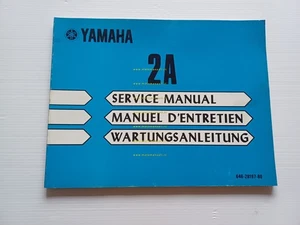 YAMAHA
2A
SERVICE MANUAL
MANUEL D'ENTRETIEN
WARTUNGSANLEITUNG